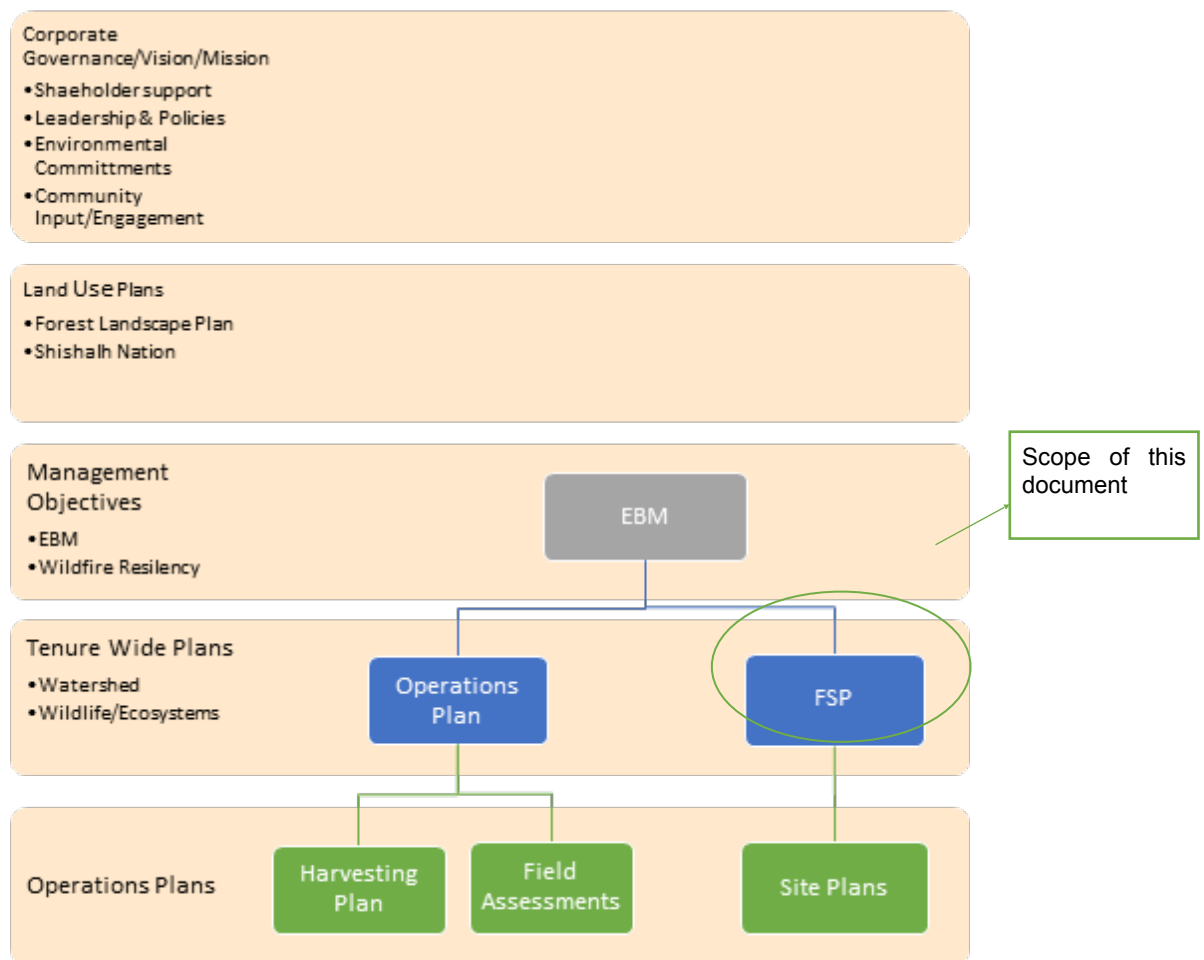 Corporate
Governance/Vision/Mission
•Shaeholder support
•Leadership & Policies
•Environmental
Committments
•Community
Input/Engagement
Land Use Plans
•Forest Landscape Plan
•Shishalh Nation
Management
Objectives
•EBM
•Wildfire Resilency
EBM
Scope of this
document
Tenure Wide Plans
•Watershed
•Wildlife/Ecosystems
Operations
Plan
FSP
Operations Plans
Harvesting
Plan
Field
Assessments
Site Plans